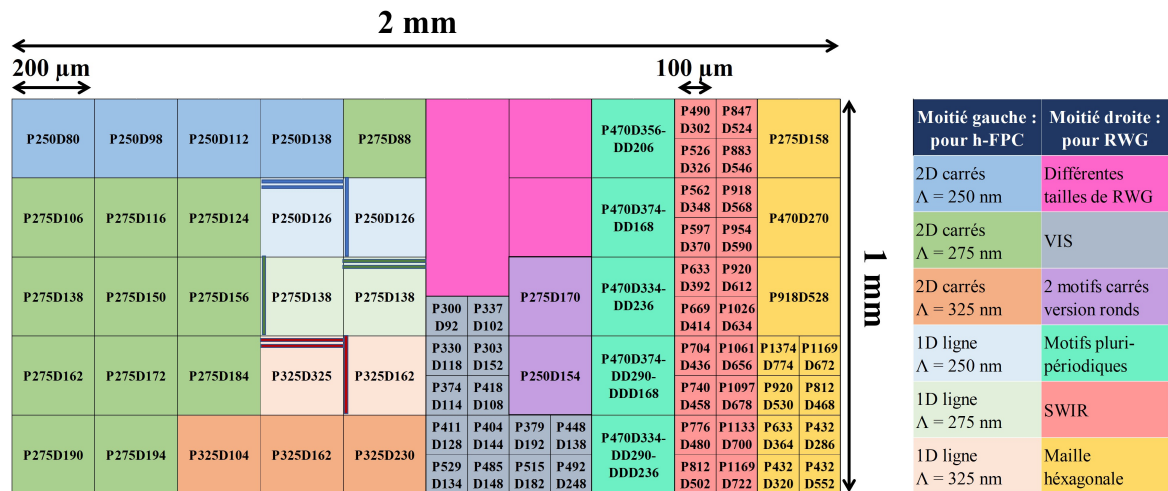 2 mm
200 µm
100 µm
P250D80
P250D98
P250D112
P250D138
P275D88
P470D356-
DD206
P490
D302
P847
D524
P526
D326
P883
D546
P275D158
P275D106
P275D116
P275D124
P250D126
P250D126
P470D374-
DD168
P562
D348
P918
D568
P597
D370
P954
D590
P470D270
P275D138
P275D150
P275D156
P275D138
P275D138
P300
D92
P337
D102
P275D170
P470D334-
DD236
P633
D392
P920
D612
P669
D414
P1026
D634
P918D528
P275D162
P275D172
P275D184
P325D325
P325D162
P330
D118
P303
D152
P374
D114
P418
D108
P250D154
P470D374-
DD290-
DDD168
P704
D436
P1061
D656
P740
D458
P1097
D678
P1374
D774
P1169
D672
P920
D530
P812
D468
P275D190
P275D194
P325D104
P325D162
P325D230
P411
D128
P404
D144
P379
D192
P448
D138
P529
D134
P485
D148
P515
D182
P492
D248
P470D334-
DD290-
DDD236
P776
D480
P1133
D700
P812
D502
P1169
D722
P633
D364
P432
D286
P432
D320
P432
D552
1 mm
Moitié gauche :
pour h-FPC
Moitié droite :
pour RWG
2D carrés
Λ = 250 nm
Différentes
tailles de RWG
2D carrés
Λ = 275 nm
VIS
2D carrés
Λ = 325 nm
2 motifs carrés
version ronds
1D ligne
Λ = 250 nm
Motifs pluri-
périodiques
1D ligne
Λ = 275 nm
SWIR
1D ligne
Λ = 325 nm
Maille
héxagonale